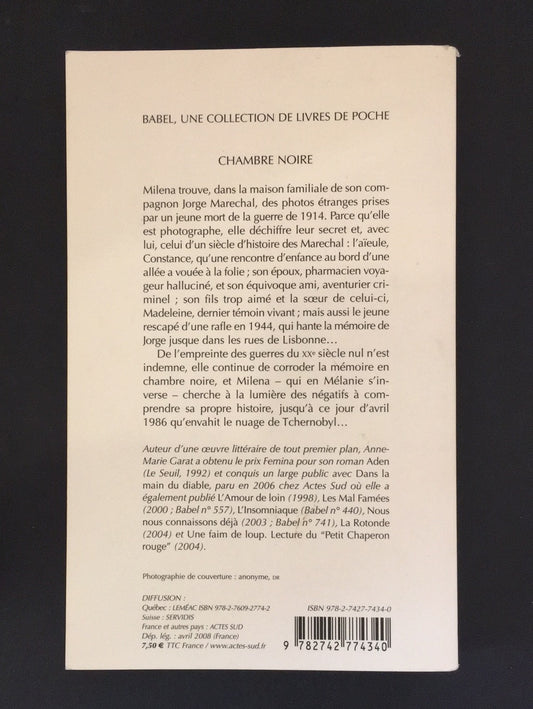 BABEL, UNE COLLECTION DE LIVRES DE POCHE
CHAMBRE NOIRE
Milena trouve, dans la maison familiale de son com-
pagnon Jorge Marechal, des photos étranges prises
par un jeune mort de la guerre de 1914. Parce qu'elle
est photographe, elle déchiffre leur secret et, avec
lui, celui d'un siècle d'histoire des Marechal : l'aïeule,
Constance, qu'une rencontre d'enfance au bord d'une
allée a vouée à la folie ; son époux, pharmacien voya-
geur halluciné, et son équivoque ami, aventurier cri-
minel ; son fils trop aimé et la sœur de celui-ci,
Madeleine, dernier témoin vivant ; mais aussi le jeune
rescapé d'une rafle en 1944, qui hante la mémoire de
Jorge jusque dans les rues de Lisbonne…
De l'empreinte des guerres du XXe siècle nul n'est
indemne, elle continue de corroder la mémoire en
chambre noire, et Milena – qui en Mélanie s'in-
verse – cherche à la lumière des négatifs à com-
prendre sa propre histoire, jusqu'à ce jour d'avril
1986 qu'envahit le nuage de Tchernobyl…
Auteur d'une œuvre littéraire de tout premier plan, Anne-
Marie Garat a obtenu le prix Femina pour son roman Aden
(Le Seuil, 1992) et conquis un large public avec Dans la
main du diable, paru en 2006 chez Actes Sud où elle a
également publié L'Amour de loin (1998), Les Mal Famées
(2000 ; Babel n° 557), L'Insomniaque (Babel n° 440), Nous
nous connaissons déjà (2003 ; Babel n° 741), La Rotonde
(2004) et Une faim de loup. Lecture du "Petit Chaperon
rouge" (2004).
Photographie de couverture : anonyme, DR
DIFFUSION :
Québec : LEMÉAC ISBN 978-2-7609-2774-2
Suisse : SERVIDIS
France et autres pays : ACTES SUD
Dép. lég. : avril 2008 (France)
7,50 € TTC France / www.actes-sud.fr
ISBN 978-2-7427-7434-0
9 782742 774340